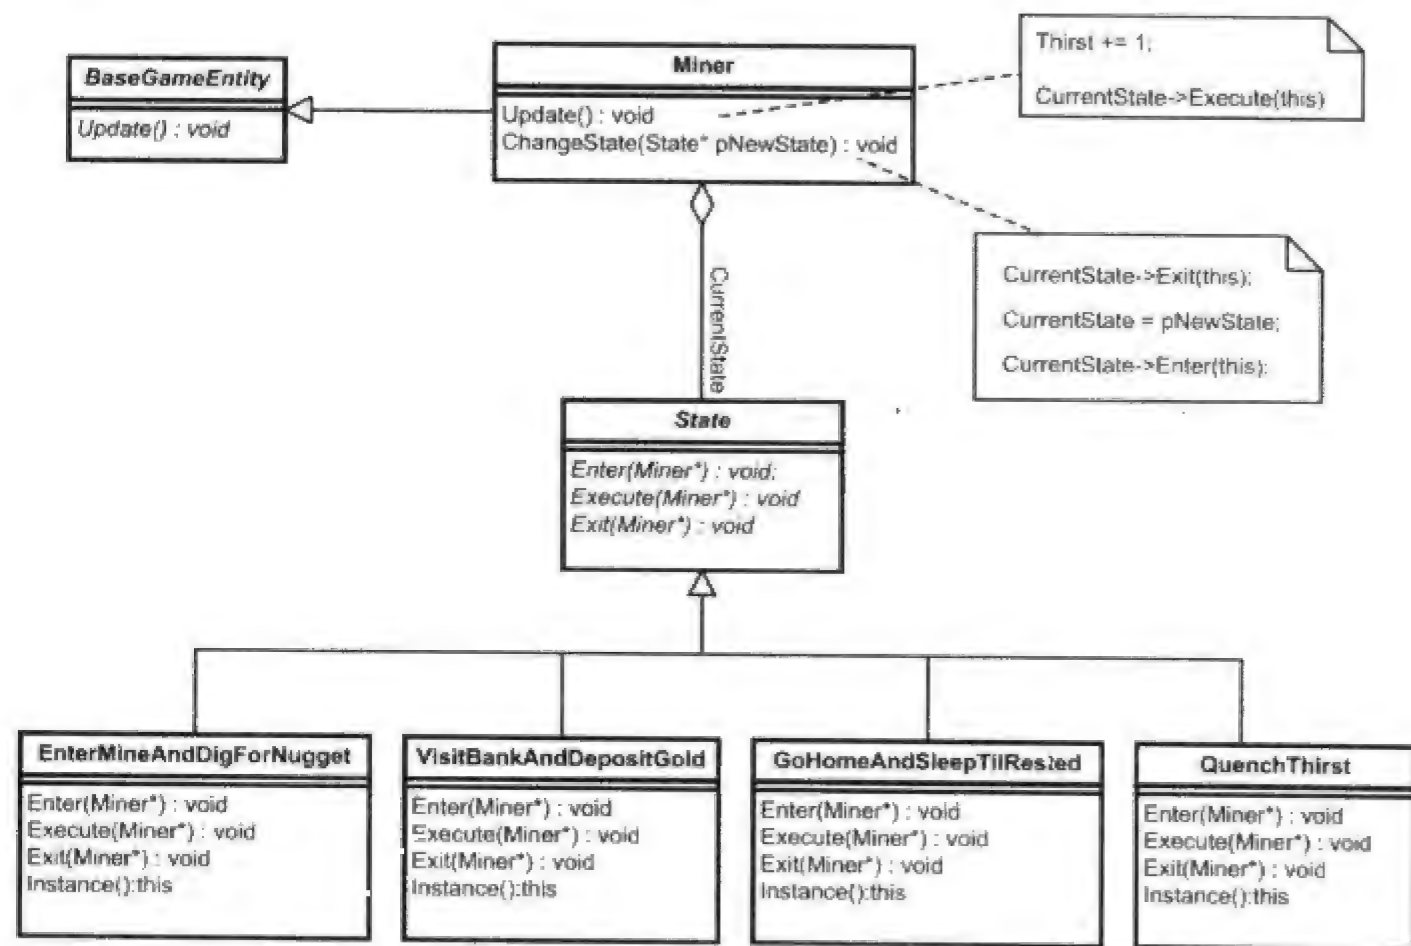 BaseGameEntity
Update() : void
Miner
Update() : void
ChangeState(State* pNewState) : void
Thirst += 1;
CurrentState->Execute(this)
CurrentState->Exit(this);
CurrentState = pNewState;
CurrentState->Enter(this);
CurrentState
State
Enter(Miner*) : void;
Execute(Miner*) : void
Exit(Miner*) : void
EnterMineAndDigForNugget
Enter(Miner*) : void
Execute(Miner*) : void
Exit(Miner*) : void
Instance():this
VisitBankAndDepositGold
Enter(Miner*) : void
Execute(Miner*) : void
Exit(Miner*) : void
Instance():this
GoHomeAndSleepTilRested
Enter(Miner*) : void
Execute(Miner*) : void
Exit(Miner*) : void
Instance():this
QuenchThirst
Enter(Miner*) : void
Execute(Miner*) : void
Exit(Miner*) : void
Instance():this